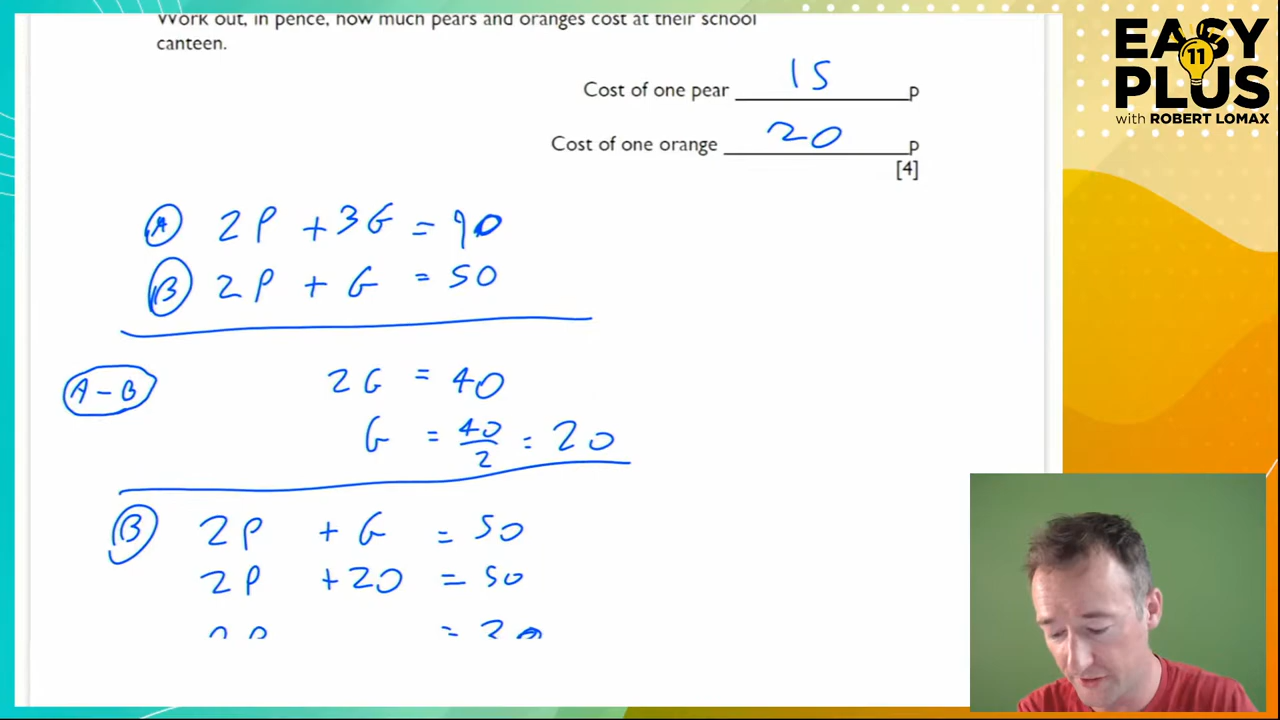 Work out, in pence, how much pears and oranges cost at their school
canteen.
Cost of one pear 15 p
Cost of one orange 20 p
[4]
A 2P + 3G = 90
B 2P + G = 50
A - B 2G = 40
G = 40/2 = 20
B 2P + G = 50
2P + 20 = 50
EASY
11
PLUS
with ROBERT LOMAX